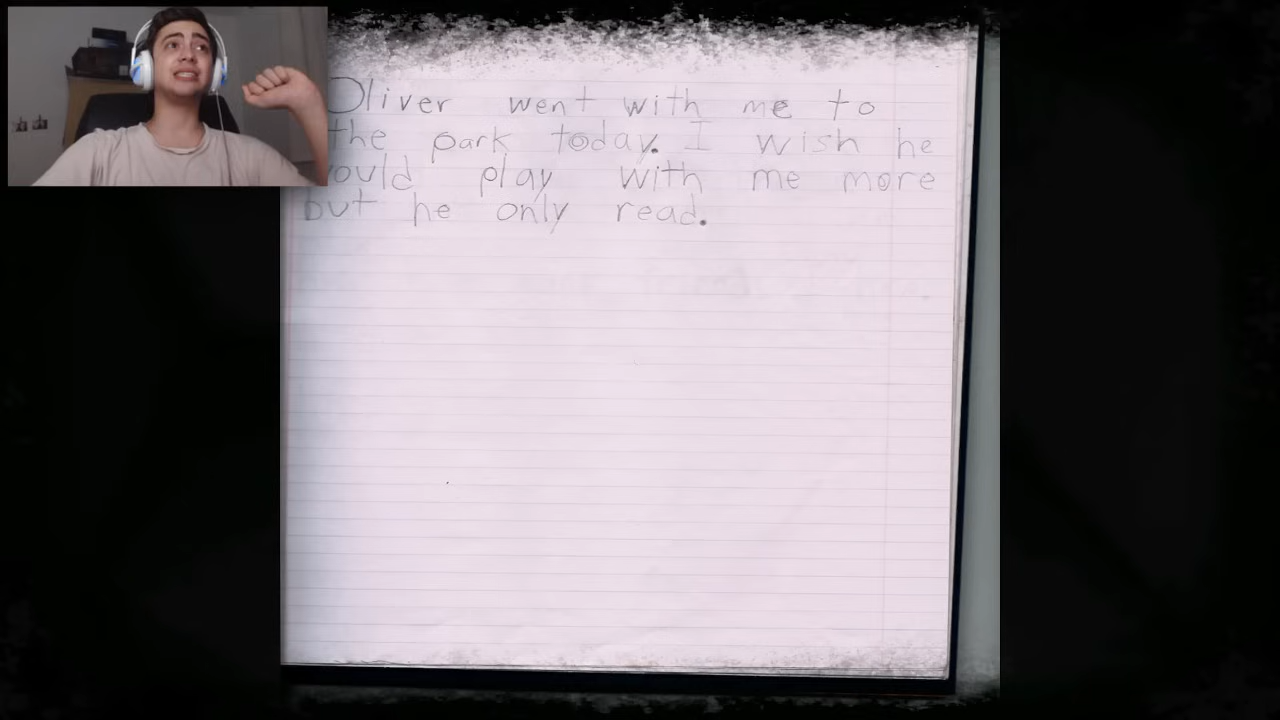 Oliver went with me to
the park today. I wish he
would play with me more
but he only read.